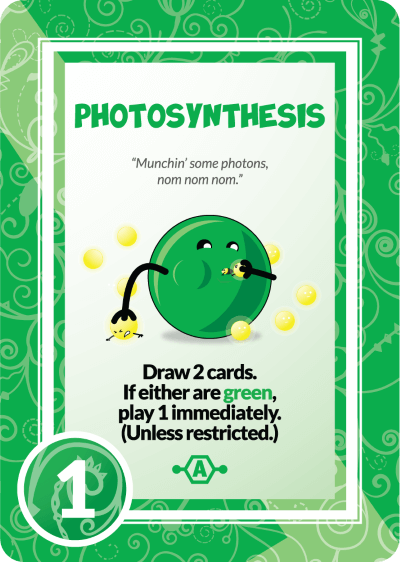 PHOTOSYNTHESIS
“Munchin’ some photons,
nom nom nom.”
Draw 2 cards.
If either are green,
play 1 immediately.
(Unless restricted.)
A
1